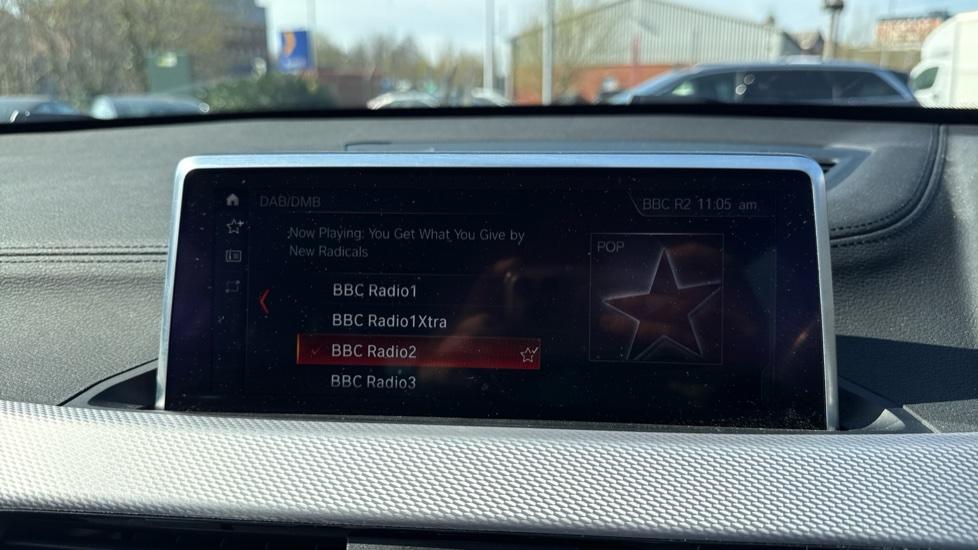 DAB/DMB
BBC R2 11:05 am
Now Playing: You Get What You Give by
New Radicals
POP
BBC Radio1
BBC Radio1Xtra
BBC Radio2
BBC Radio3